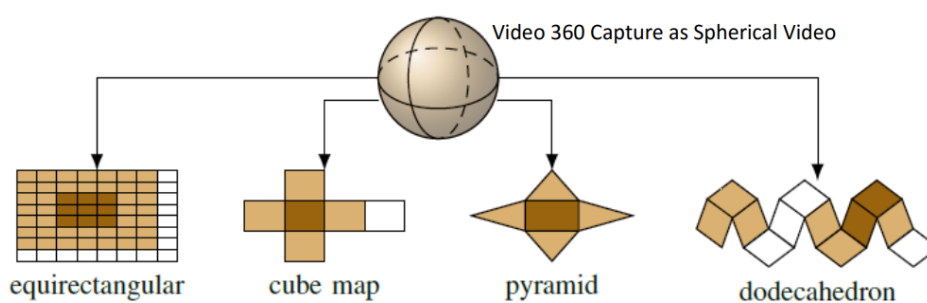 Video 360 Capture as Spherical Video
equirectangular
cube map
pyramid
dodecahedron